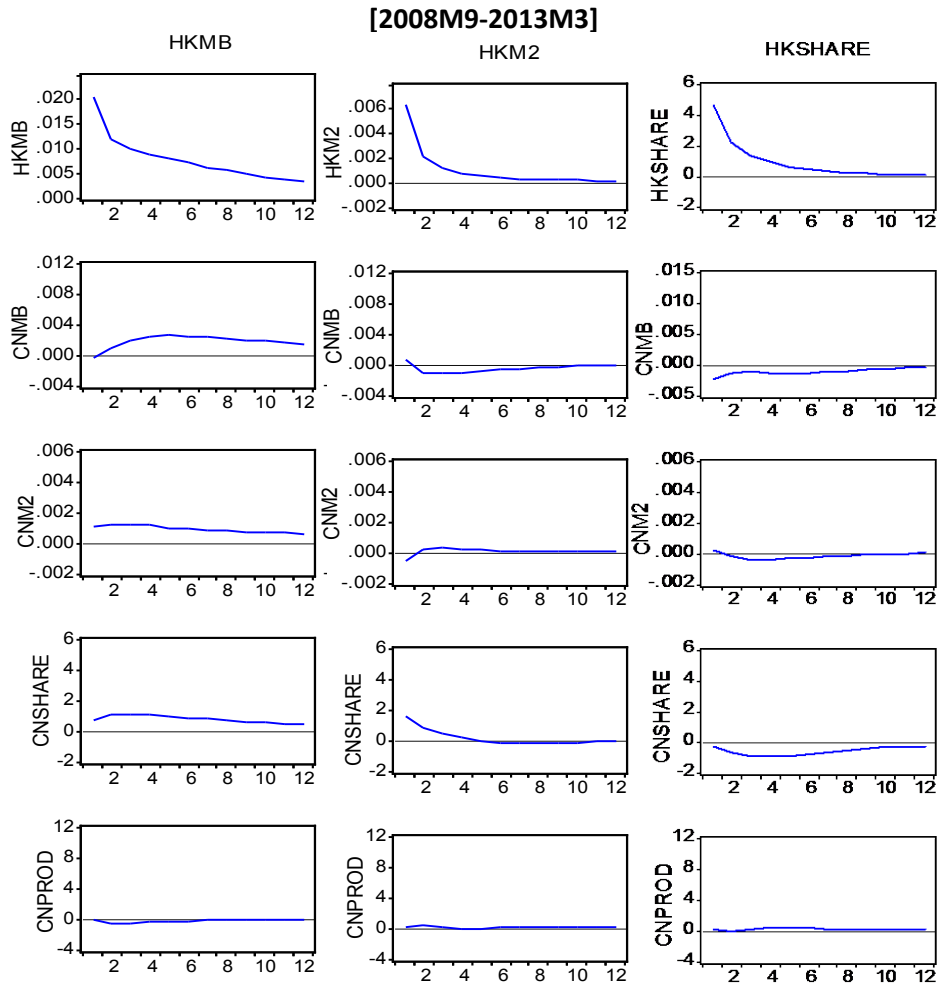 [2008M9-2013M3]
HKMB HKM2 HKSHARE
HKMB
.020
.015
.010
.005
.000
2 4 6 8 10 12
HKM2
.006
.004
.002
.000
-.002
2 4 6 8 10 12
HKSHARE
6
4
2
0
-2
2 4 6 8 10 12
CNMB
.012
.008
.004
.000
-.004
2 4 6 8 10 12
CNMB
.012
.008
.004
.000
-.004
2 4 6 8 10 12
CNMB
.015
.010
.005
.000
-.005
2 4 6 8 10 12
CNM2
.006
.004
.002
.000
-.002
2 4 6 8 10 12
CNM2
.006
.004
.002
.000
-.002
2 4 6 8 10 12
CNM2
.006
.004
.002
.000
-.002
2 4 6 8 10 12
CNSHARE
6
4
2
0
-2
2 4 6 8 10 12
CNSHARE
6
4
2
0
-2
2 4 6 8 10 12
CNSHARE
6
4
2
0
-2
2 4 6 8 10 12
CNPROD
12
8
4
0
-4
2 4 6 8 10 12
CNPROD
12
8
4
0
-4
2 4 6 8 10 12
CNPROD
12
8
4
0
-4
2 4 6 8 10 12